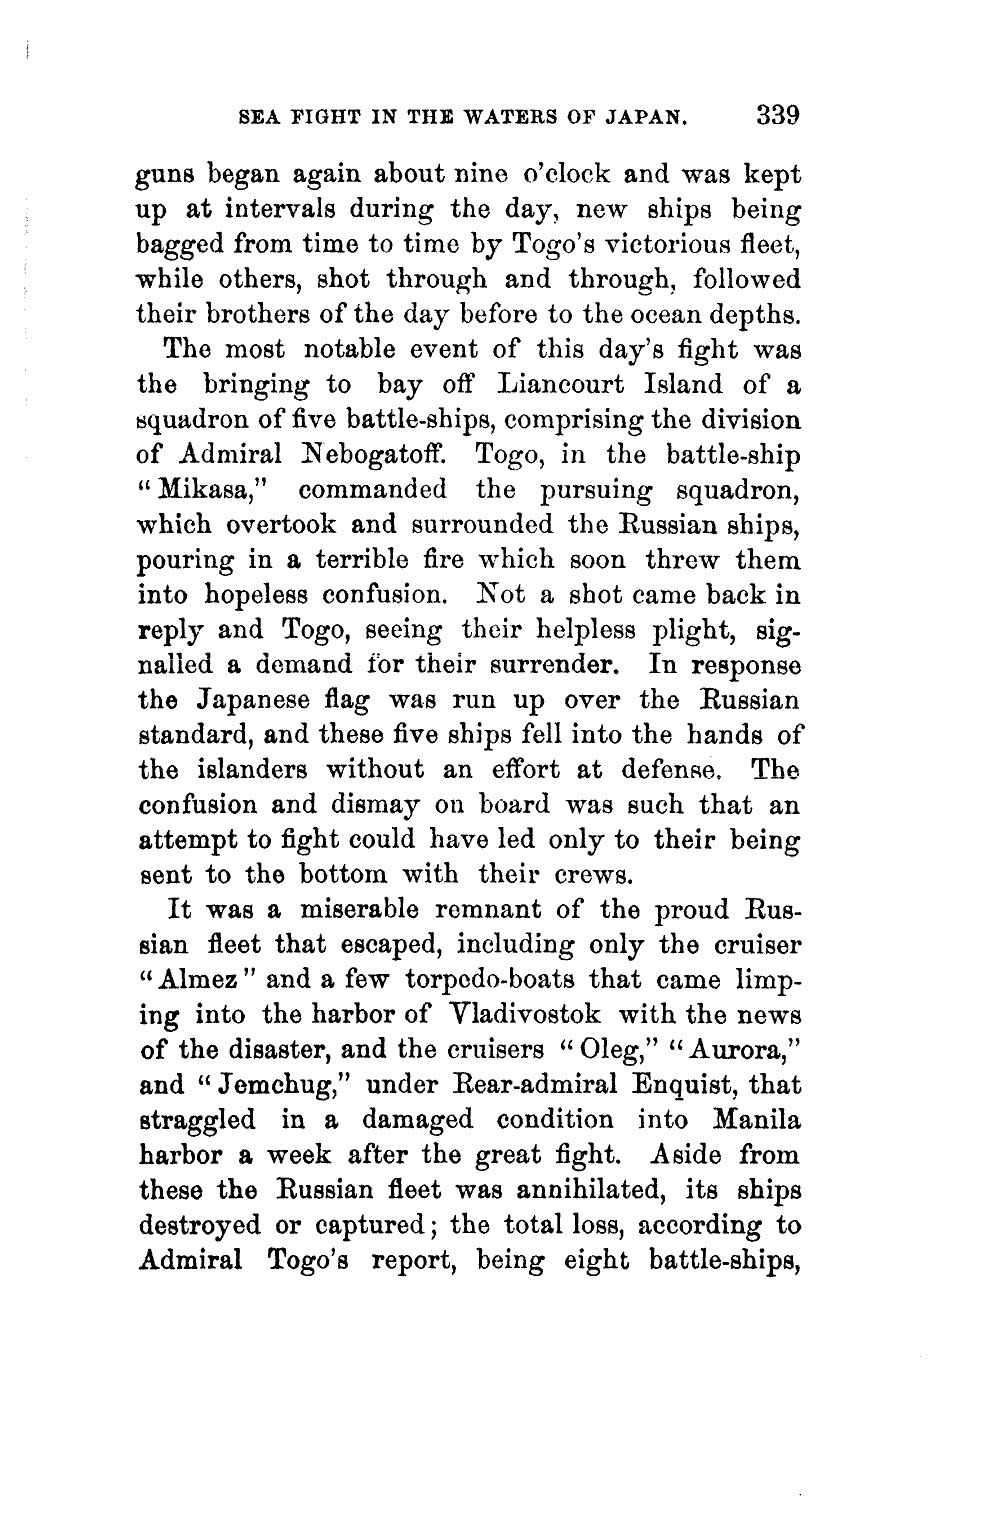 SEA FIGHT IN THE WATERS OF JAPAN. 339
guns began again about nine o'clock and was kept
up at intervals during the day, new ships being
bagged from time to time by Togo's victorious fleet,
while others, shot through and through, followed
their brothers of the day before to the ocean depths.
The most notable event of this day's fight was
the bringing to bay off Liancourt Island of a
squadron of five battle-ships, comprising the division
of Admiral Nebogatoff. Togo, in the battle-ship
“Mikasa,” commanded the pursuing squadron,
which overtook and surrounded the Russian ships,
pouring in a terrible fire which soon threw them
into hopeless confusion. Not a shot came back in
reply and Togo, seeing their helpless plight, sig-
nalled a demand for their surrender. In response
the Japanese flag was run up over the Russian
standard, and these five ships fell into the hands of
the islanders without an effort at defense. The
confusion and dismay on board was such that an
attempt to fight could have led only to their being
sent to the bottom with their crews.
It was a miserable remnant of the proud Rus-
sian fleet that escaped, including only the cruiser
“Almez” and a few torpedo-boats that came limp-
ing into the harbor of Vladivostok with the news
of the disaster, and the cruisers “Oleg,” “Aurora,”
and “Jemchug,” under Rear-admiral Enquist, that
straggled in a damaged condition into Manila
harbor a week after the great fight. Aside from
these the Russian fleet was annihilated, its ships
destroyed or captured; the total loss, according to
Admiral Togo's report, being eight battle-ships,